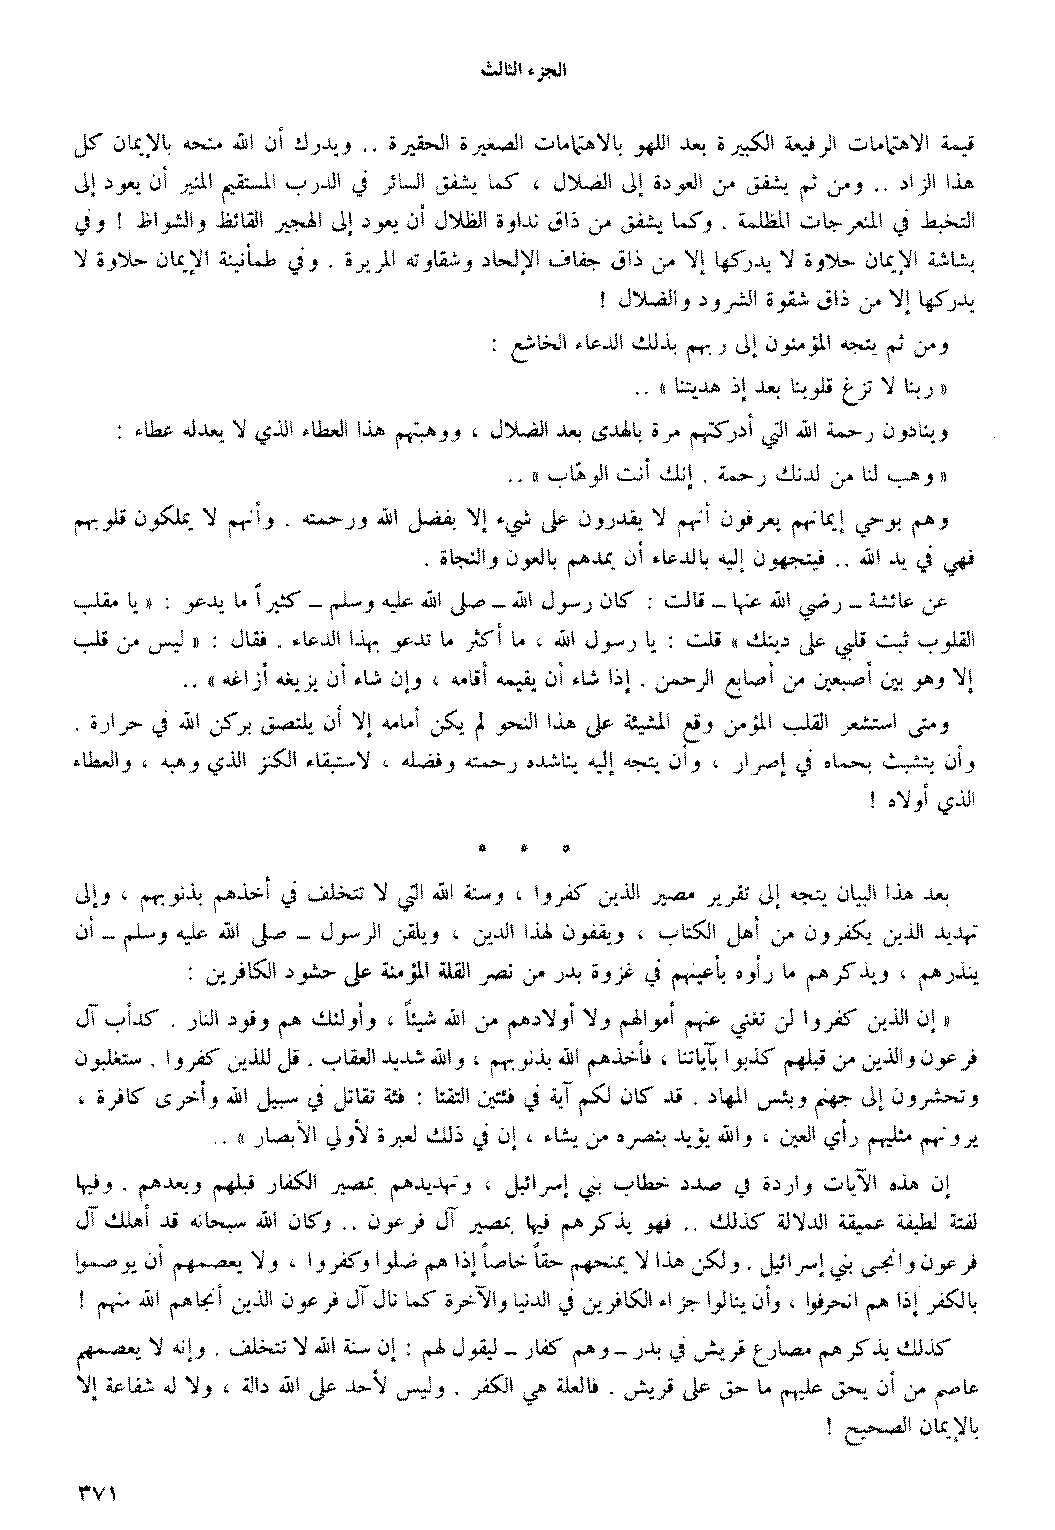 الجزء الثالث
قيمة الاهتمامات الرفيعة الكبيرة بعد اللهو بالاهتمامات الصغيرة الحقيرة .. ويدرك أن الله منحه بالإيمان كل
هذا الزاد .. ومن ثم يشفق من العودة إلى الضلال ، كما يشفق السائر في الدرب المستقيم المنير أن يعود إلى
التخبط في المنعرجات المظلمة . وكما يشفق من ذاق نداوة الظلال أن يعود إلى الهجير القائظ والشواظ ! وفي
بشاشة الإيمان حلاوة لا يدركها إلا من ذاق جفاف الإلحاد وشقاوته المريرة . وفي طمأنينة الإيمان حلاوة لا
يدركها إلا من ذاق شقوة الشرود والضلال !
ومن ثم يتجه المؤمنون إلى ربهم بذلك الدعاء الخاشع :
« ربنا لا تزغ قلوبنا بعد إذ هديتنا » ..
وينادون رحمة الله التي أدركتهم مرة بالهدى بعد الضلال ، ووهبتهم هذا العطاء الذي لا يعدله عطاء :
« وهب لنا من لدنك رحمة . إنك أنت الوهّاب » ..
وهم بوحي إيمانهم يعرفون أنهم لا يقدرون على شيء إلا بفضل الله ورحمته . وأنهم لا يملكون قلوبهم
فهي في يد الله .. فيتجهون إليه بالدعاء أن يمدهم بالعون والنجاة .
عن عائشة – رضي الله عنها – قالت : كان رسول الله – صلى الله عليه وسلم – كثيراً ما يدعو : « يا مقلب
القلوب ثبت قلبي على دينك » قلت : يا رسول الله ، ما أكثر ما تدعو بهذا الدعاء . فقال : « ليس من قلب
إلا وهو بين أصبعين من أصابع الرحمن . إذا شاء أن يقيمه أقامه ، وإن شاء أن يزيغه أزاغه » ..
ومتى استشعر القلب المؤمن وقع المشيئة على هذا النحو لم يكن أمامه إلا أن يلتصق بركن الله في حرارة .
وأن يتشبث بحماه في إصرار ، وأن يتجه إليه يناشده رحمته وفضله ، لاستبقاء الكنز الذي وهبه ، والعطاء
الذي أولاه !
* * *
بعد هذا البيان يتجه إلى تقرير مصير الذين كفروا ، وسنة الله التي لا تتخلف في أخذهم بذنوبهم ، وإلى
تهديد الذين يكفرون من أهل الكتاب ، ويقفون لهذا الدين ، ويلقن الرسول – صلى الله عليه وسلم – أن
ينذرهم ، ويذكرهم ما رأوه بأعينهم في غزوة بدر من نصر القلة المؤمنة على حشود الكافرين :
« إن الذين كفروا لن تغني عنهم أموالهم ولا أولادهم من الله شيئاً ، وأولئك هم وقود النار . كدأب آل
فرعون والذين من قبلهم كذبوا بآياتنا ، فأخذهم الله بذنوبهم ، والله شديد العقاب . قل للذين كفروا . ستغلبون
وتحشرون إلى جهنم وبئس المهاد . قد كان لكم آية في فئتين التقتا : فئة تقاتل في سبيل الله وأخرى كافرة ،
يرونهم مثليهم رأي العين ، والله يؤيد بنصره من يشاء ، إن في ذلك لعبرة لأولي الأبصار » ..
إن هذه الآيات واردة في صدد خطاب بني إسرائيل ، وتهديدهم بمصير الكفار قبلهم وبعدهم . وفيها
لفتة لطيفة عميقة الدلالة كذلك .. فهو يذكرهم فيها بمصير آل فرعون .. وكان الله سبحانه قد أهلك آل
فرعون وانجى بني إسرائيل . ولكن هذا لا يمنحهم حقاً خاصاً إذا هم ضلوا وكفروا ، ولا يعصمهم أن يوصموا
بالكفر إذا هم انحرفوا ، وأن ينالوا جزاء الكافرين في الدنيا والآخرة كما نال آل فرعون الذين أنجاهم الله منهم !
كذلك يذكرهم مصارع قريش في بدر – وهم كفار – ليقول لهم : إن سنة الله لا تتخلف . وإنه لا يعصمهم
عاصم من أن يحق عليهم ما حق على قريش . فالعلة هي الكفر . وليس لأحد على الله دالة ، ولا له شفاعة إلا
بالإيمان الصحيح !
٣٧١